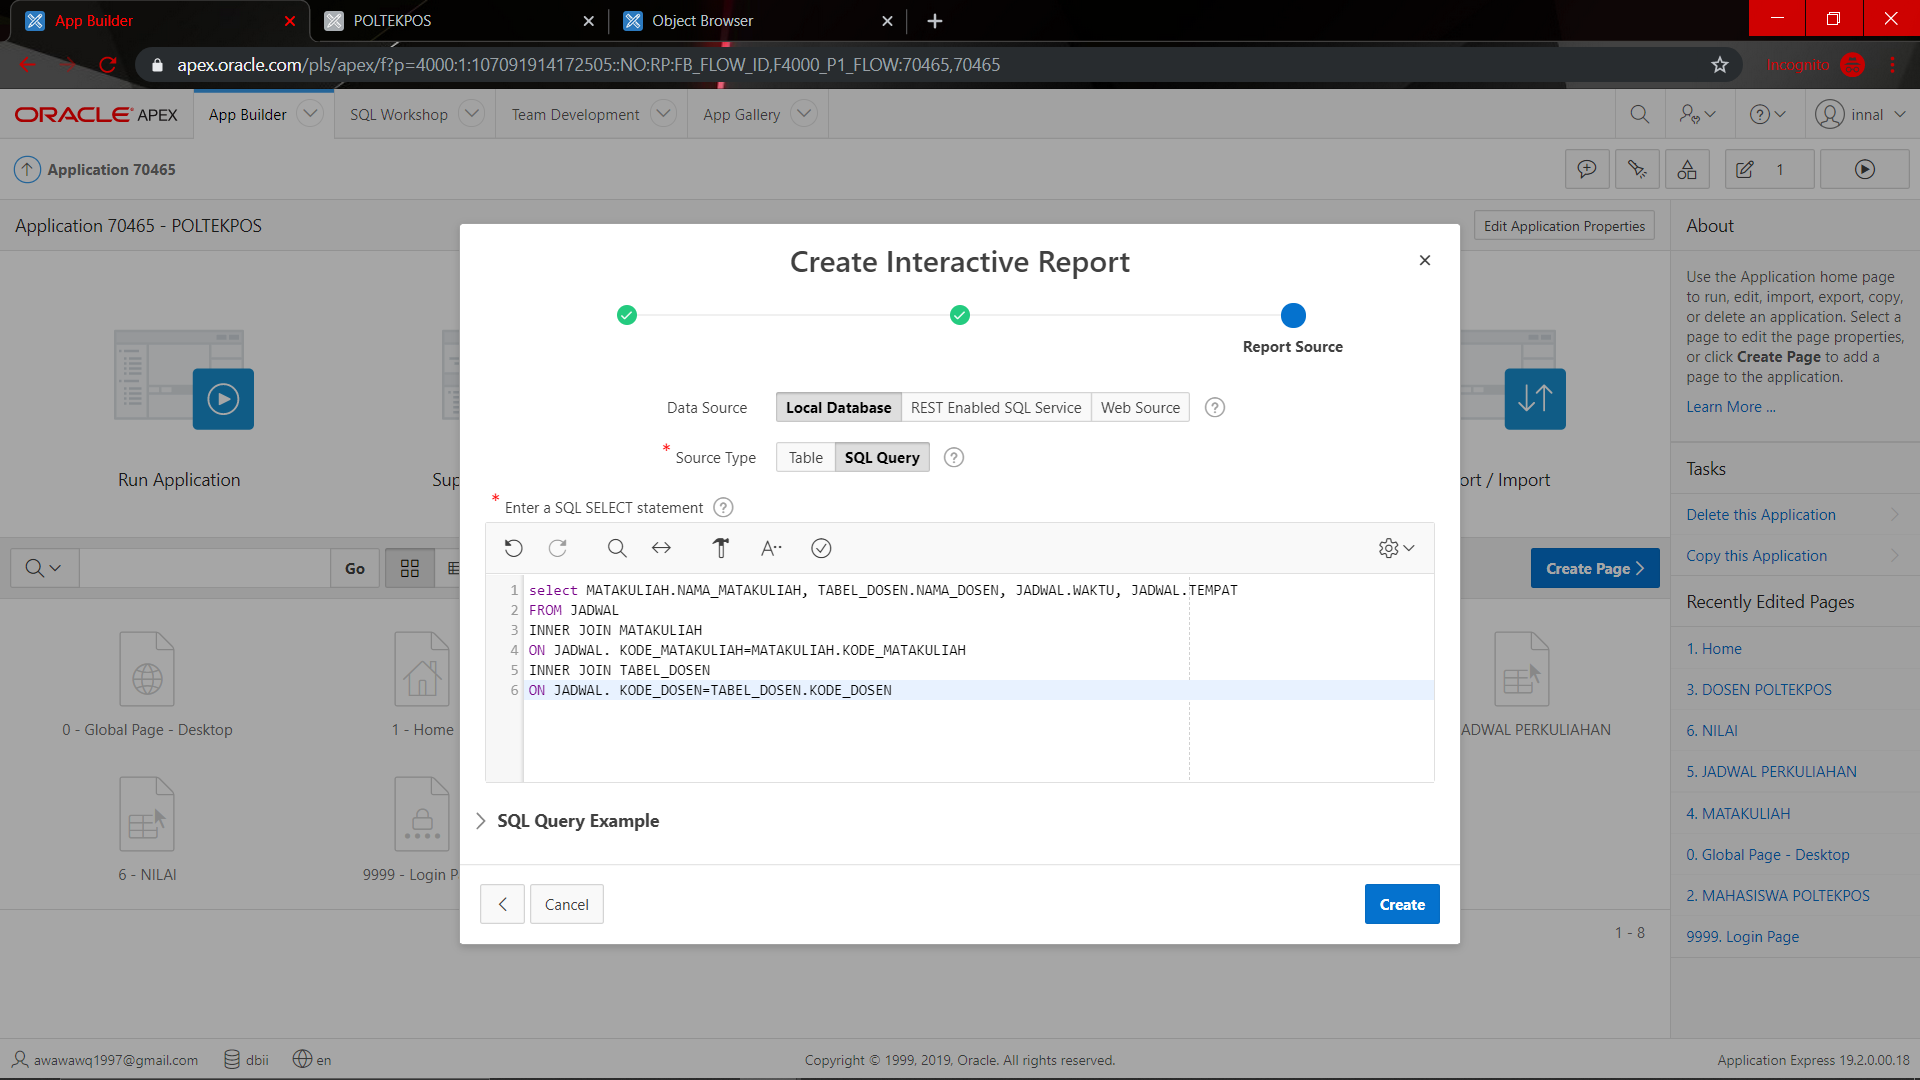 App Builder
POLTEKPOS
Object Browser
apex.oracle.com/pls/apex/f?p=4000:1:107091914172505::NO:RP:FB_FLOW_ID,F4000_P1_FLOW:70465,70465
Incognito
ORACLE APEX
App Builder
SQL Workshop
Team Development
App Gallery
innal
Application 70465
1
Application 70465 - POLTEKPOS
Edit Application Properties
About
Use the Application home page
to run, edit, import, export, copy,
or delete an application. Select a
page to edit the page properties,
or click Create Page to add a
page to the application.
Learn More ...
Create Interactive Report
Report Source
Data Source
Local Database
REST Enabled SQL Service
Web Source
* Source Type
Table
SQL Query
* Enter a SQL SELECT statement
1 select MATAKULIAH.NAMA_MATAKULIAH, TABEL_DOSEN.NAMA_DOSEN, JADWAL.WAKTU, JADWAL.TEMPAT
2 FROM JADWAL
3 INNER JOIN MATAKULIAH
4 ON JADWAL. KODE_MATAKULIAH=MATAKULIAH.KODE_MATAKULIAH
5 INNER JOIN TABEL_DOSEN
6 ON JADWAL. KODE_DOSEN=TABEL_DOSEN.KODE_DOSEN
SQL Query Example
Cancel
Create
Run Application
Sup
ort / Import
Go
Create Page
0 - Global Page - Desktop
1 - Home
ADWAL PERKULIAHAN
6 - NILAI
9999 - Login P
1 - 8
Tasks
Delete this Application
Copy this Application
Recently Edited Pages
1. Home
3. DOSEN POLTEKPOS
6. NILAI
5. JADWAL PERKULIAHAN
4. MATAKULIAH
0. Global Page - Desktop
2. MAHASISWA POLTEKPOS
9999. Login Page
awawawq1997@gmail.com
dbii
en
Copyright © 1999, 2019, Oracle. All rights reserved.
Application Express 19.2.0.00.18